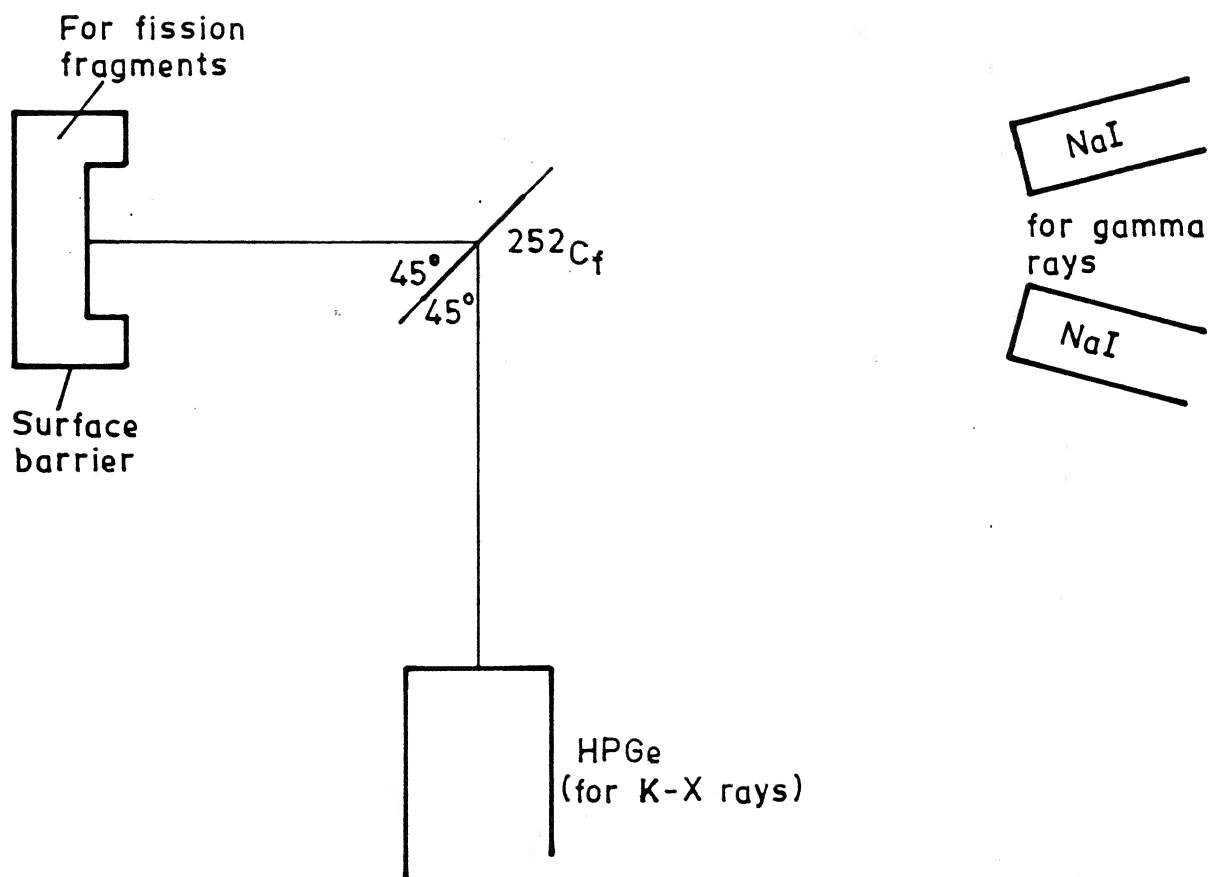 For fission
fragments
NaI
252Cf
for gamma
rays
45°
45°
NaI
Surface
barrier
HPGe
(for K-X rays)